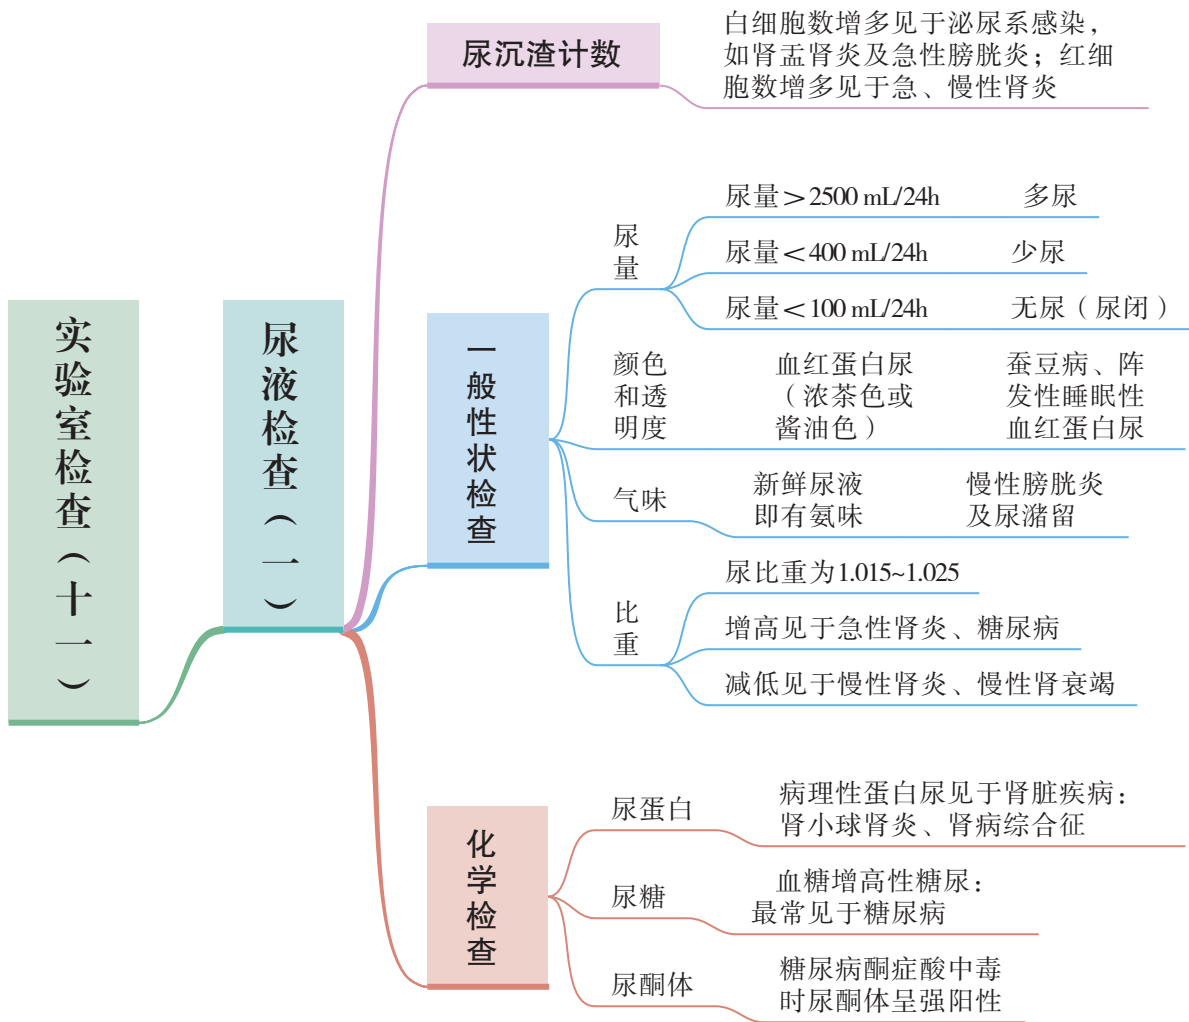 实验室检查（十一）
尿液检查（一）
尿沉渣计数
白细胞数增多见于泌尿系感染，
如肾盂肾炎及急性膀胱炎；红细
胞数增多见于急、慢性肾炎
一般性状检查
尿量
尿量＞2500 mL/24h 多尿
尿量＜400 mL/24h 少尿
尿量＜100 mL/24h 无尿（尿闭）
颜色
和透
明度
血红蛋白尿
（浓茶色或
酱油色）
蚕豆病、阵
发性睡眠性
血红蛋白尿
气味
新鲜尿液
即有氨味
慢性膀胱炎
及尿潴留
比重
尿比重为1.015~1.025
增高见于急性肾炎、糖尿病
减低见于慢性肾炎、慢性肾衰竭
化学检查
尿蛋白
病理性蛋白尿见于肾脏疾病：
肾小球肾炎、肾病综合征
尿糖
血糖增高性糖尿：
最常见于糖尿病
尿酮体
糖尿病酮症酸中毒
时尿酮体呈强阳性